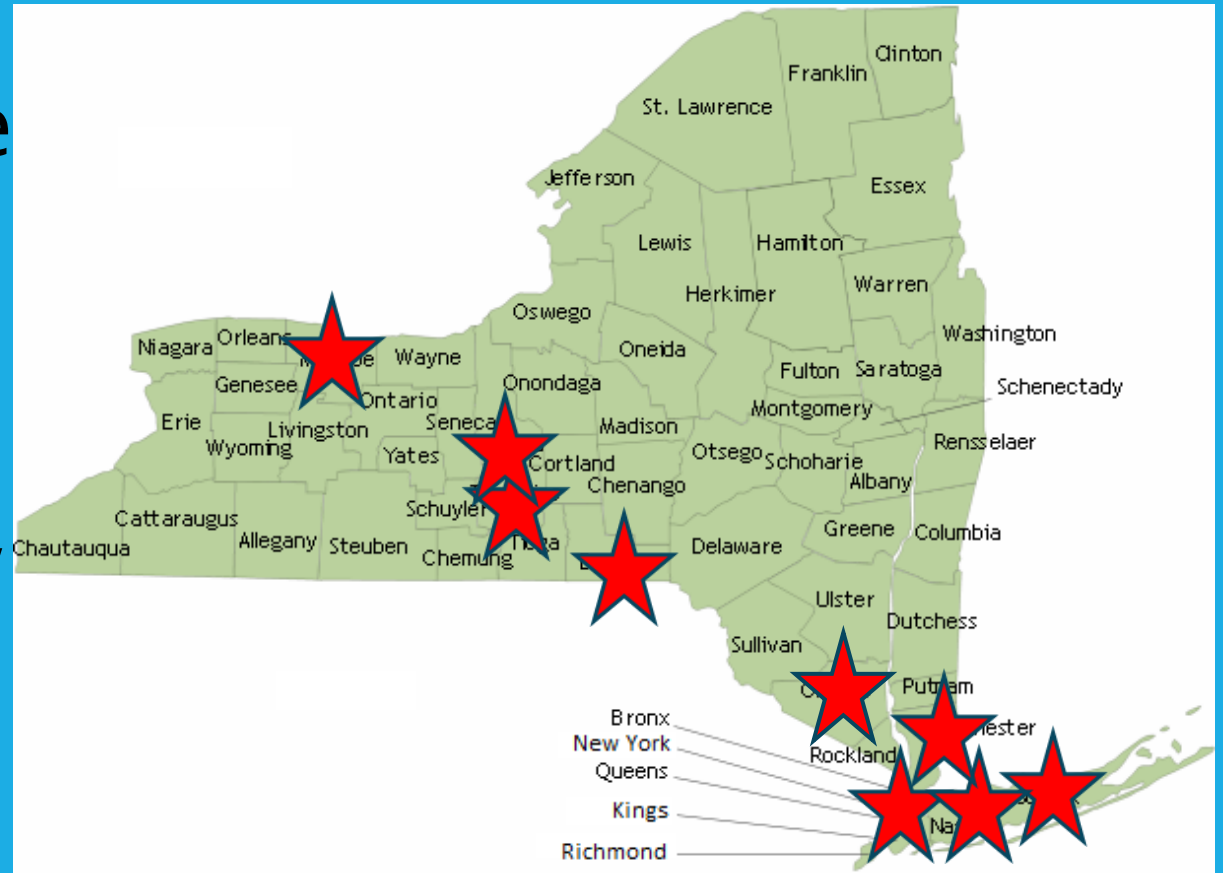 Clinton
Franklin
St. Lawrence
e
Jefferson
Essex
Lewis
Hamilton
Warren
Herkimer
Oswego
Washington
Orleans
Niagara
Wayne
Oneida
Saratoga
Fulton
Genesee
Onondaga
Schenectady
Ontario
Montgomery
Erie
Seneca
Madison
Livingston
Rensselaer
Wyoming
Yates
Otsego
Schoharie
Cortland
Albany
Chenango
Schuyler
Cattaraugus
Greene
Columbia
Allegany
Steuben
Delaware
Chautauqua
Chemung
Ulster
Dutchess
Sullivan
Putnam
Bronx
New York
Rockland
Queens
Kings
Richmond